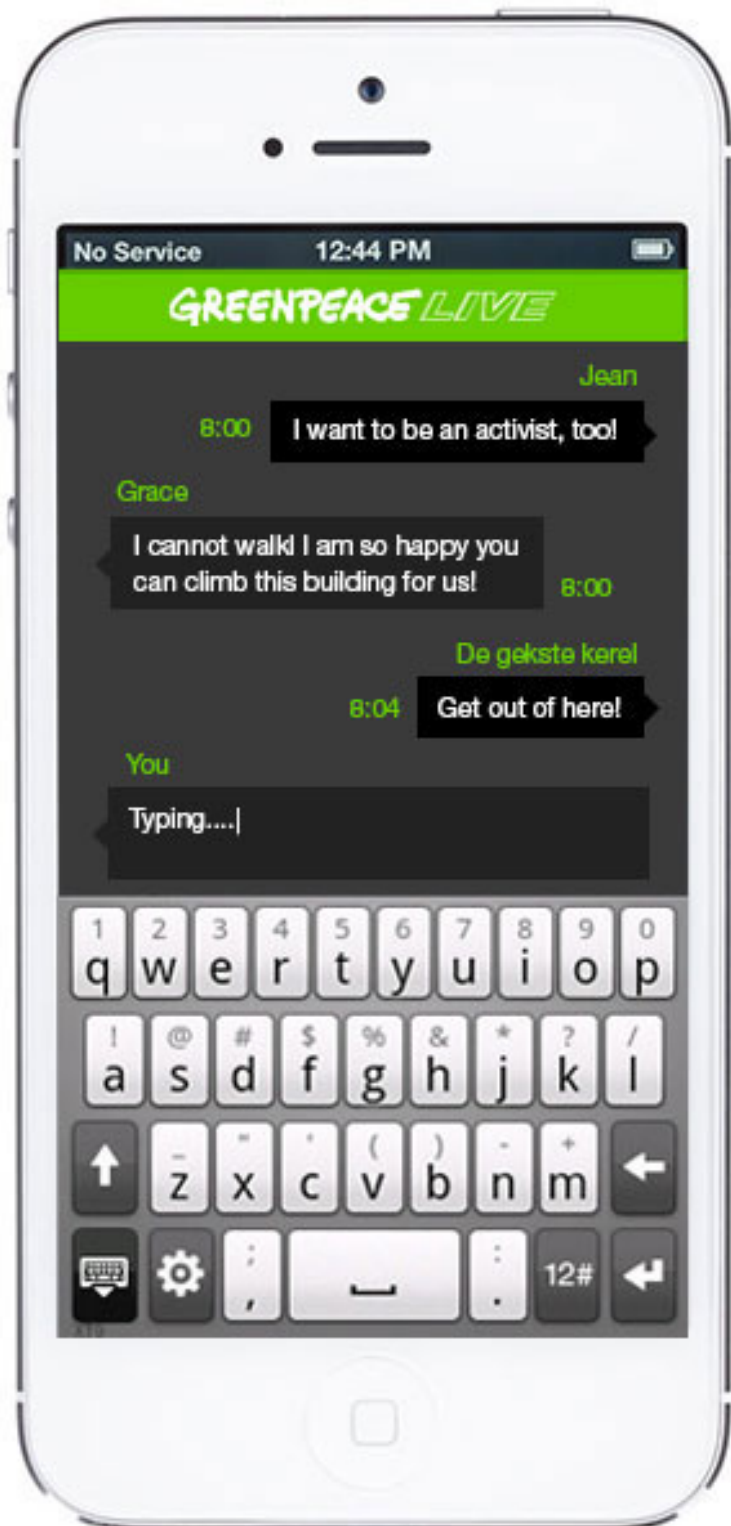 No Service 12:44 PM
GREENPEACE LIVE
Jean
8:00 I want to be an activist, too!
Grace
I cannot walk! I am so happy you
can climb this building for us!
8:00
De gekste kerel
8:04 Get out of here!
You
Typing....|
1 2 3 4 5 6 7 8 9 0
q w e r t y u i o p
! @ # $ % & * ? /
a s d f g h j k l
_ " ' ( ) - +
z x c v b n m
; :
, . 12#